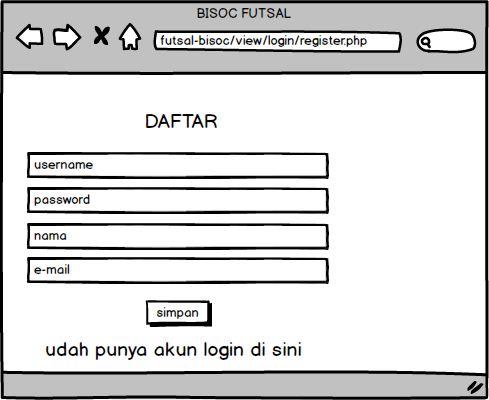 BISOC FUTSAL
futsal-bisoc/view/login/register.php
DAFTAR
username
password
nama
e-mail
simpan
udah punya akun login di sini